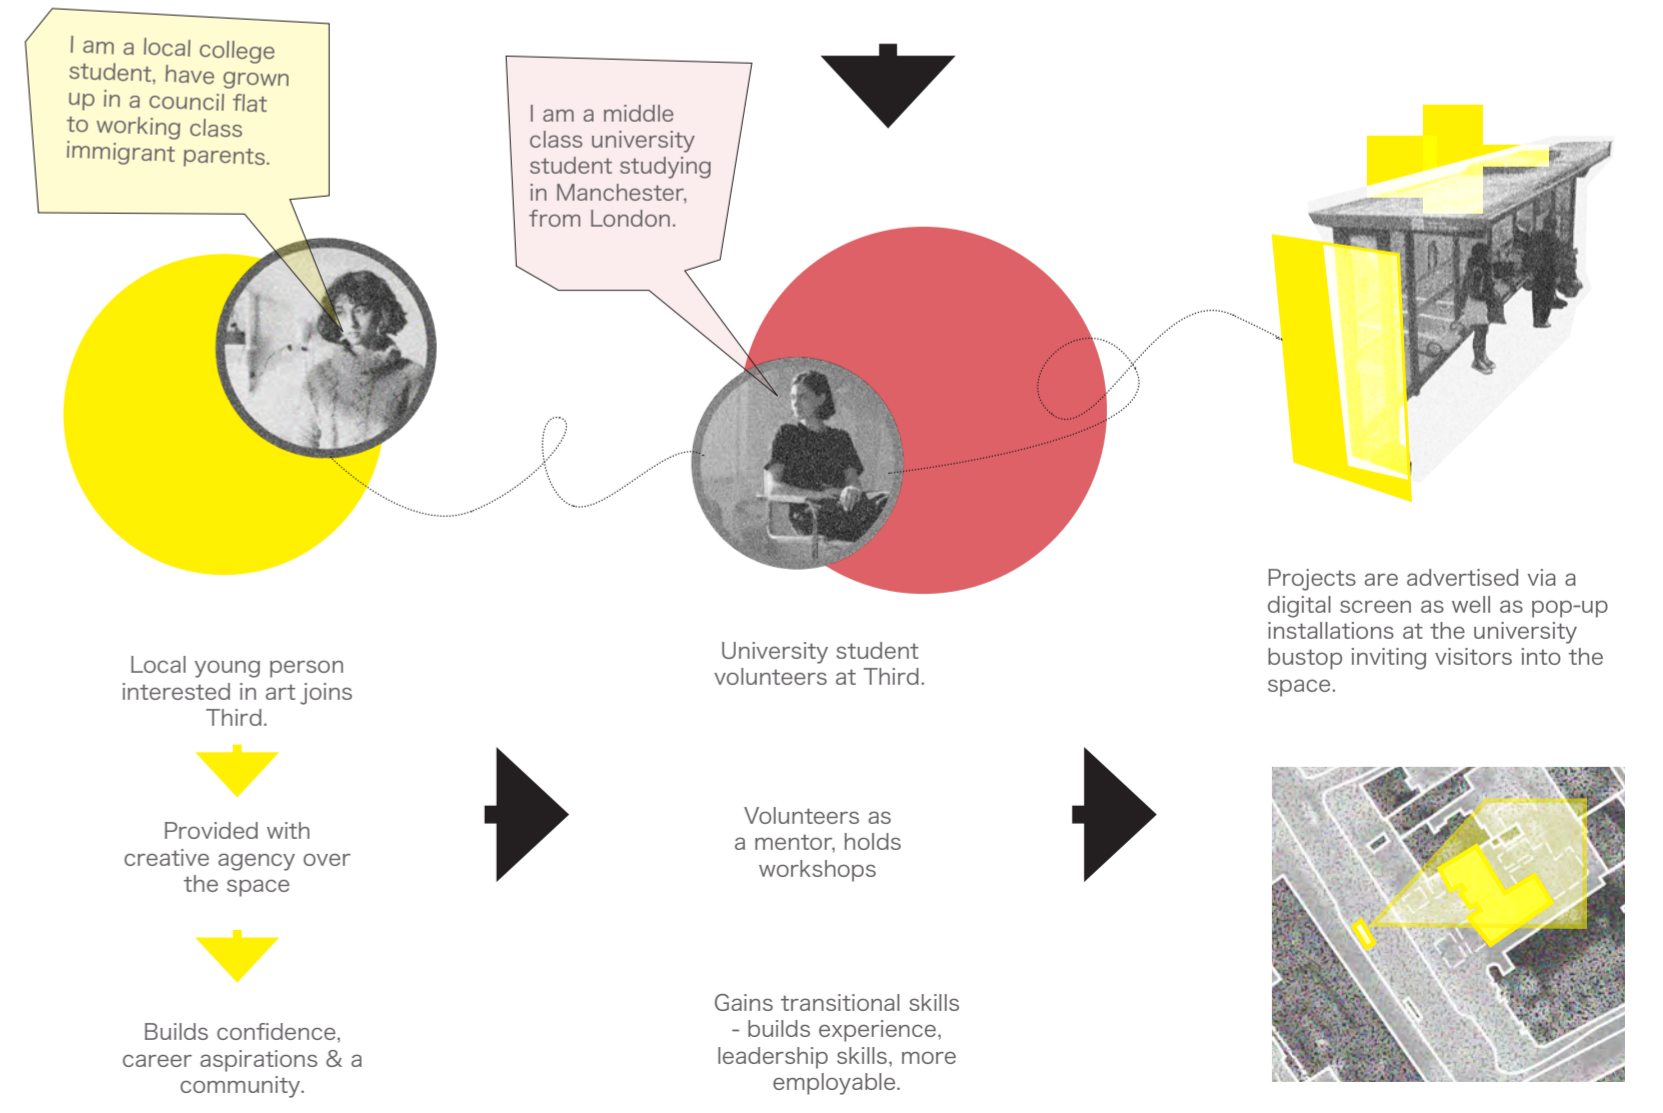 I am a local college
student, have grown
up in a council flat
to working class
immigrant parents.
I am a middle
class university
student studying
in Manchester,
from London.
Local young person
interested in art joins
Third.
Provided with
creative agency over
the space
Builds confidence,
career aspirations & a
community.
University student
volunteers at Third.
Volunteers as
a mentor, holds
workshops
Gains transitional skills
- builds experience,
leadership skills, more
employable.
Projects are advertised via a
digital screen as well as pop-up
installations at the university
bustop inviting visitors into the
space.